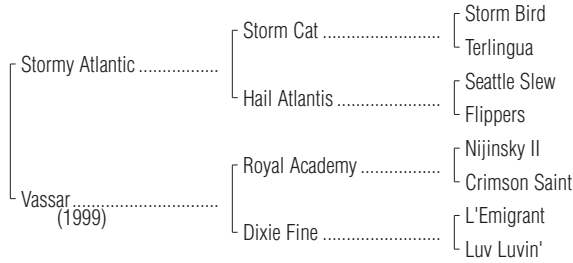 Storm Bird
Storm Cat ......................
Terlingua
Stormy Atlantic ................
Seattle Slew
Hail Atlantis ...................
Flippers
Nijinsky II
Royal Academy ...............
Crimson Saint
Vassar.............................
(1999)
L'Emigrant
Dixie Fine ......................
Luv Luvin'